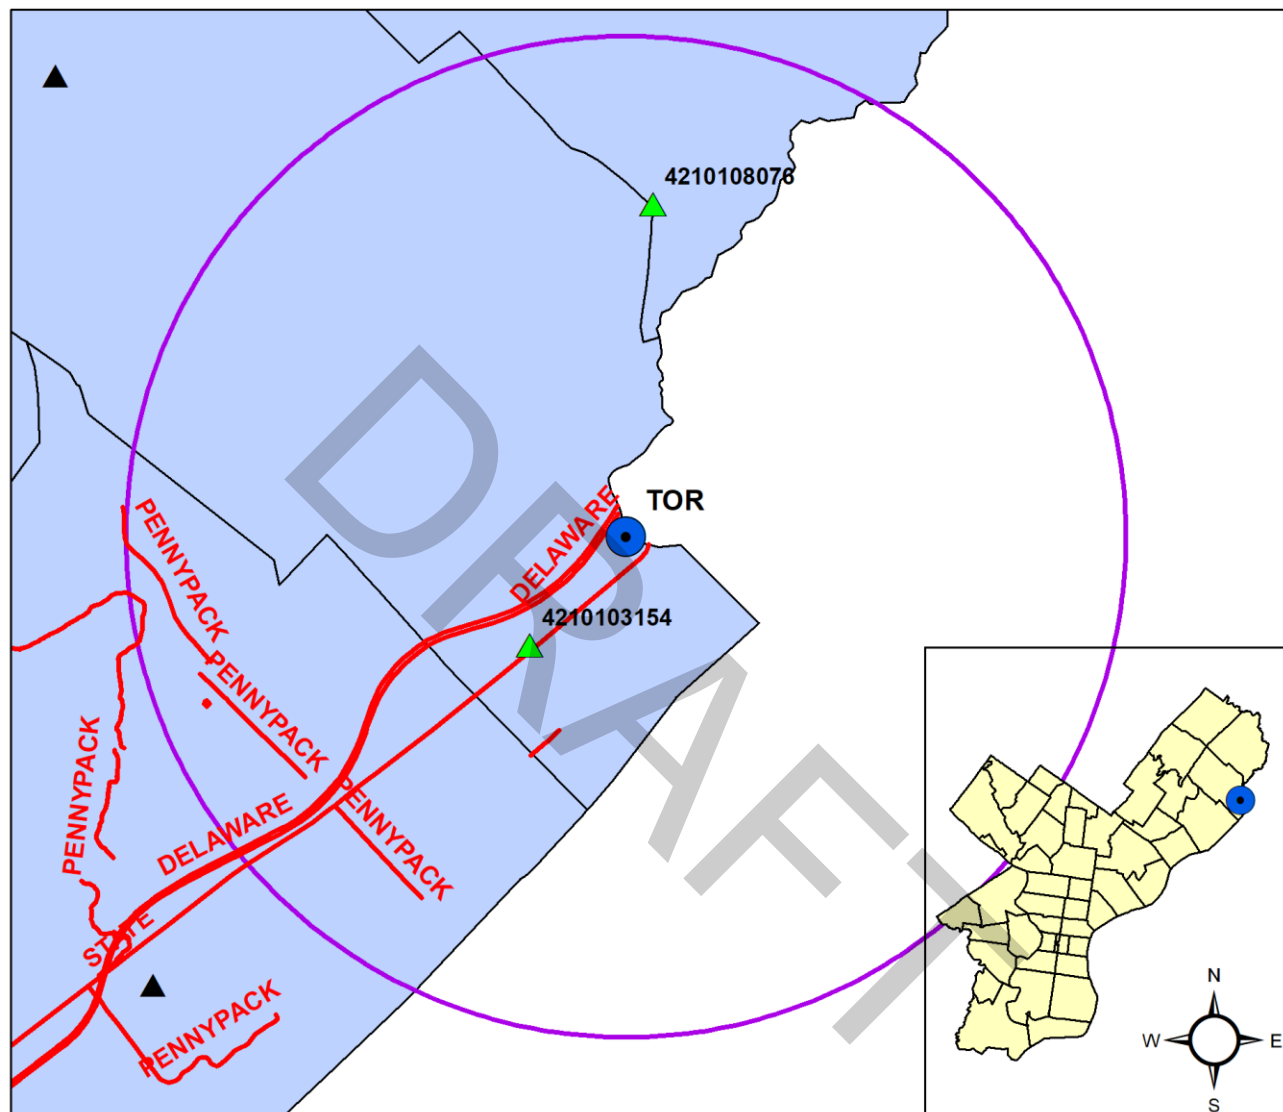 4210108076
TOR
DELAWARE
PENNYPACK
4210103154
PENNYPACK
PENNYPACK
PENNYPACK
DELAWARE
PENNYPACK
STATE
PENNYPACK
DRAFT
N
W
E
S